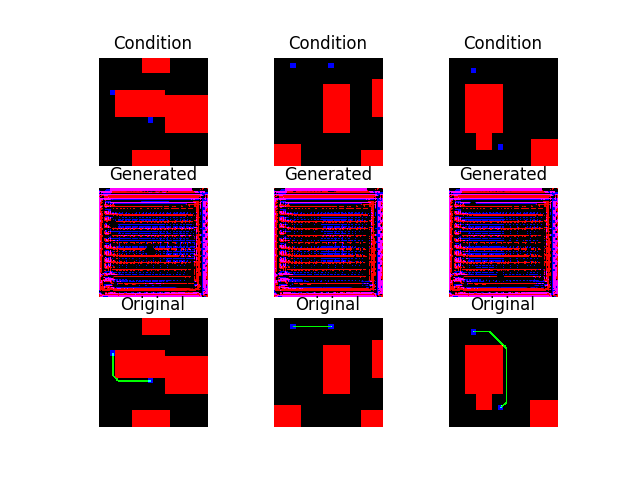 Condition Condition Condition
Generated Generated Generated
Original Original Original